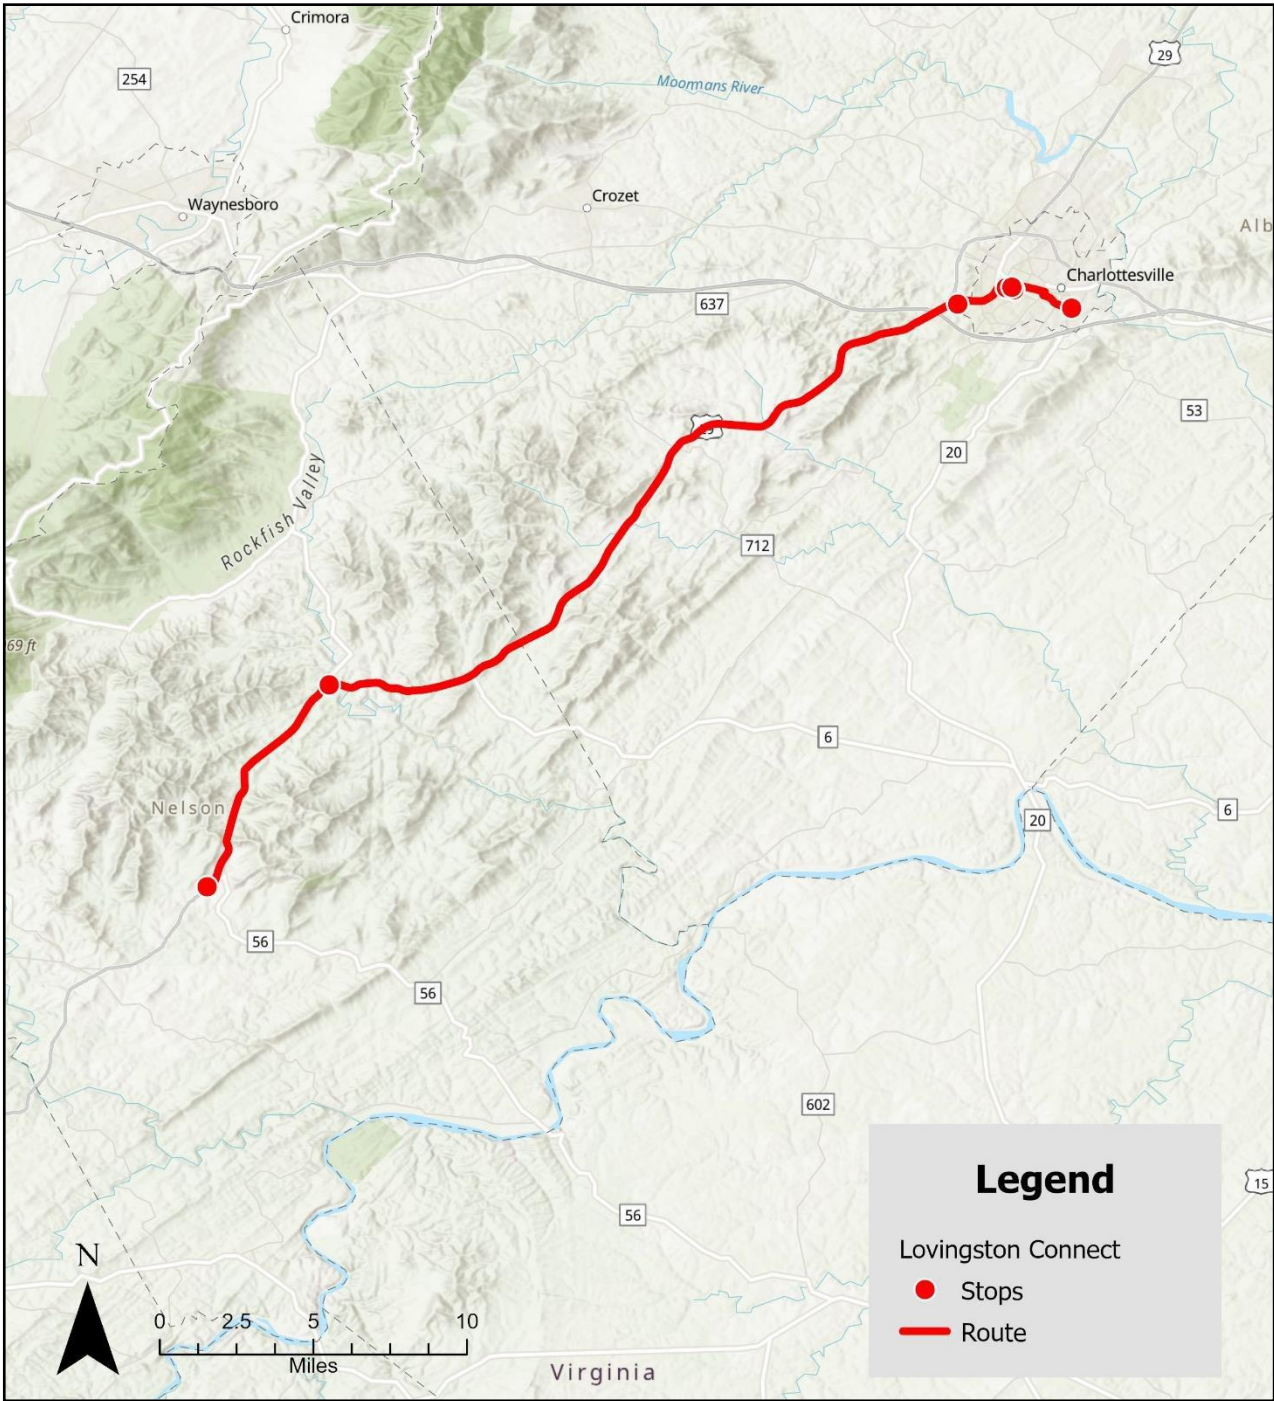 Crimora
29
254
Moormans River
Crozet
Waynesboro
Alb
Charlottesville
637
53
20
Rockfish Valley
712
69 ft
6
Nelson
6
20
56
56
602
Legend
15
56
Lovingston Connect
N
Stops
0 2.5 5 10
Route
Miles
Virginia